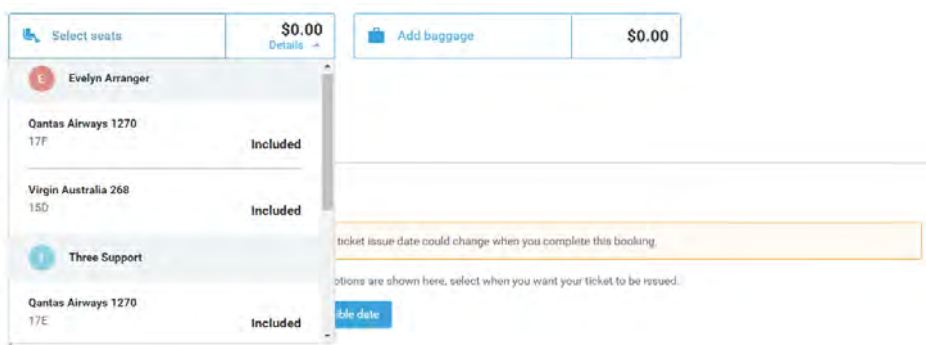 Select seats
$0.00
Details
Add baggage
$0.00
E
Evelyn Arranger
Qantas Airways 1270
17F
Included
Virgin Australia 268
15D
Included
ticket issue date could change when you complete this booking.
Three Support
options are shown here, select when you want your ticket to be issued.
Qantas Airways 1270
17E
Included
ible date